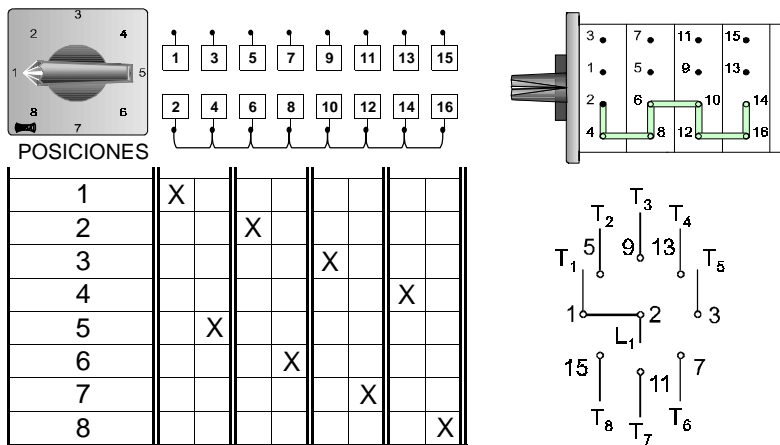 3
2 4
1 5
8 6
7
POSICIONES
1 3 5 7 9 11 13 15
2 4 6 8 10 12 14 16
1 X
2 X
3 X
4 X
5 X
6 X
7 X
8 X
3 7 11 15
1 5 9 13
2 6 10 14
4 8 12 16
T3
T2 T4
T1 5 9 13 T5
1 2 3
L1
15 11 7
T8 T7 T6